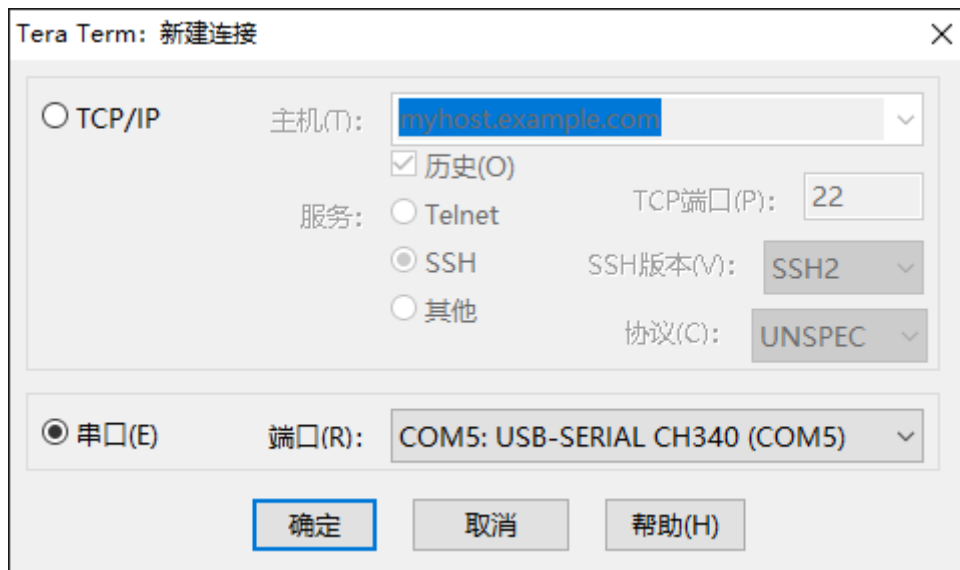 Tera Term: 新建连接
TCP/IP 主机(T): myhost.example.com
历史(O)
服务: Telnet TCP端口(P): 22
SSH SSH版本(V): SSH2
其他 协议(C): UNSPEC
串口(E) 端口(R): COM5: USB-SERIAL CH340 (COM5)
确定 取消 帮助(H)